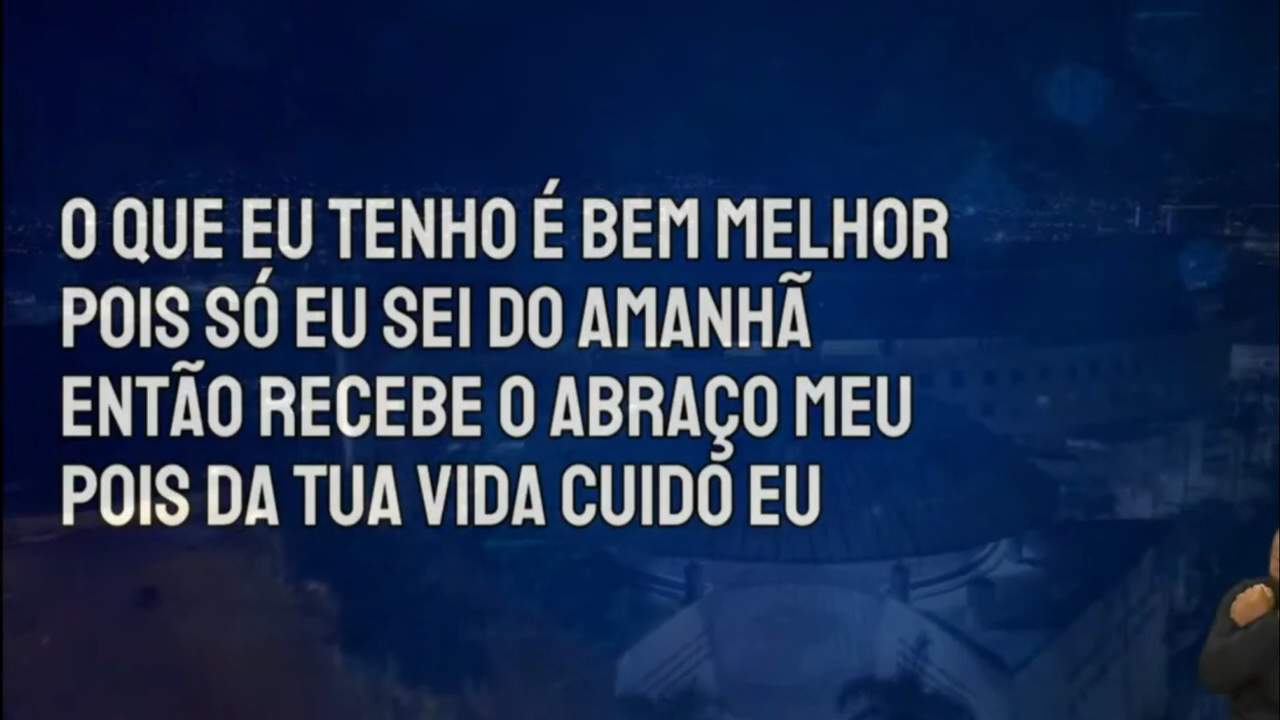 O QUE EU TENHO É BEM MELHOR
POIS SÓ EU SEI DO AMANHÃ
ENTÃO RECEBE O ABRAÇO MEU
POIS DA TUA VIDA CUIDO EU